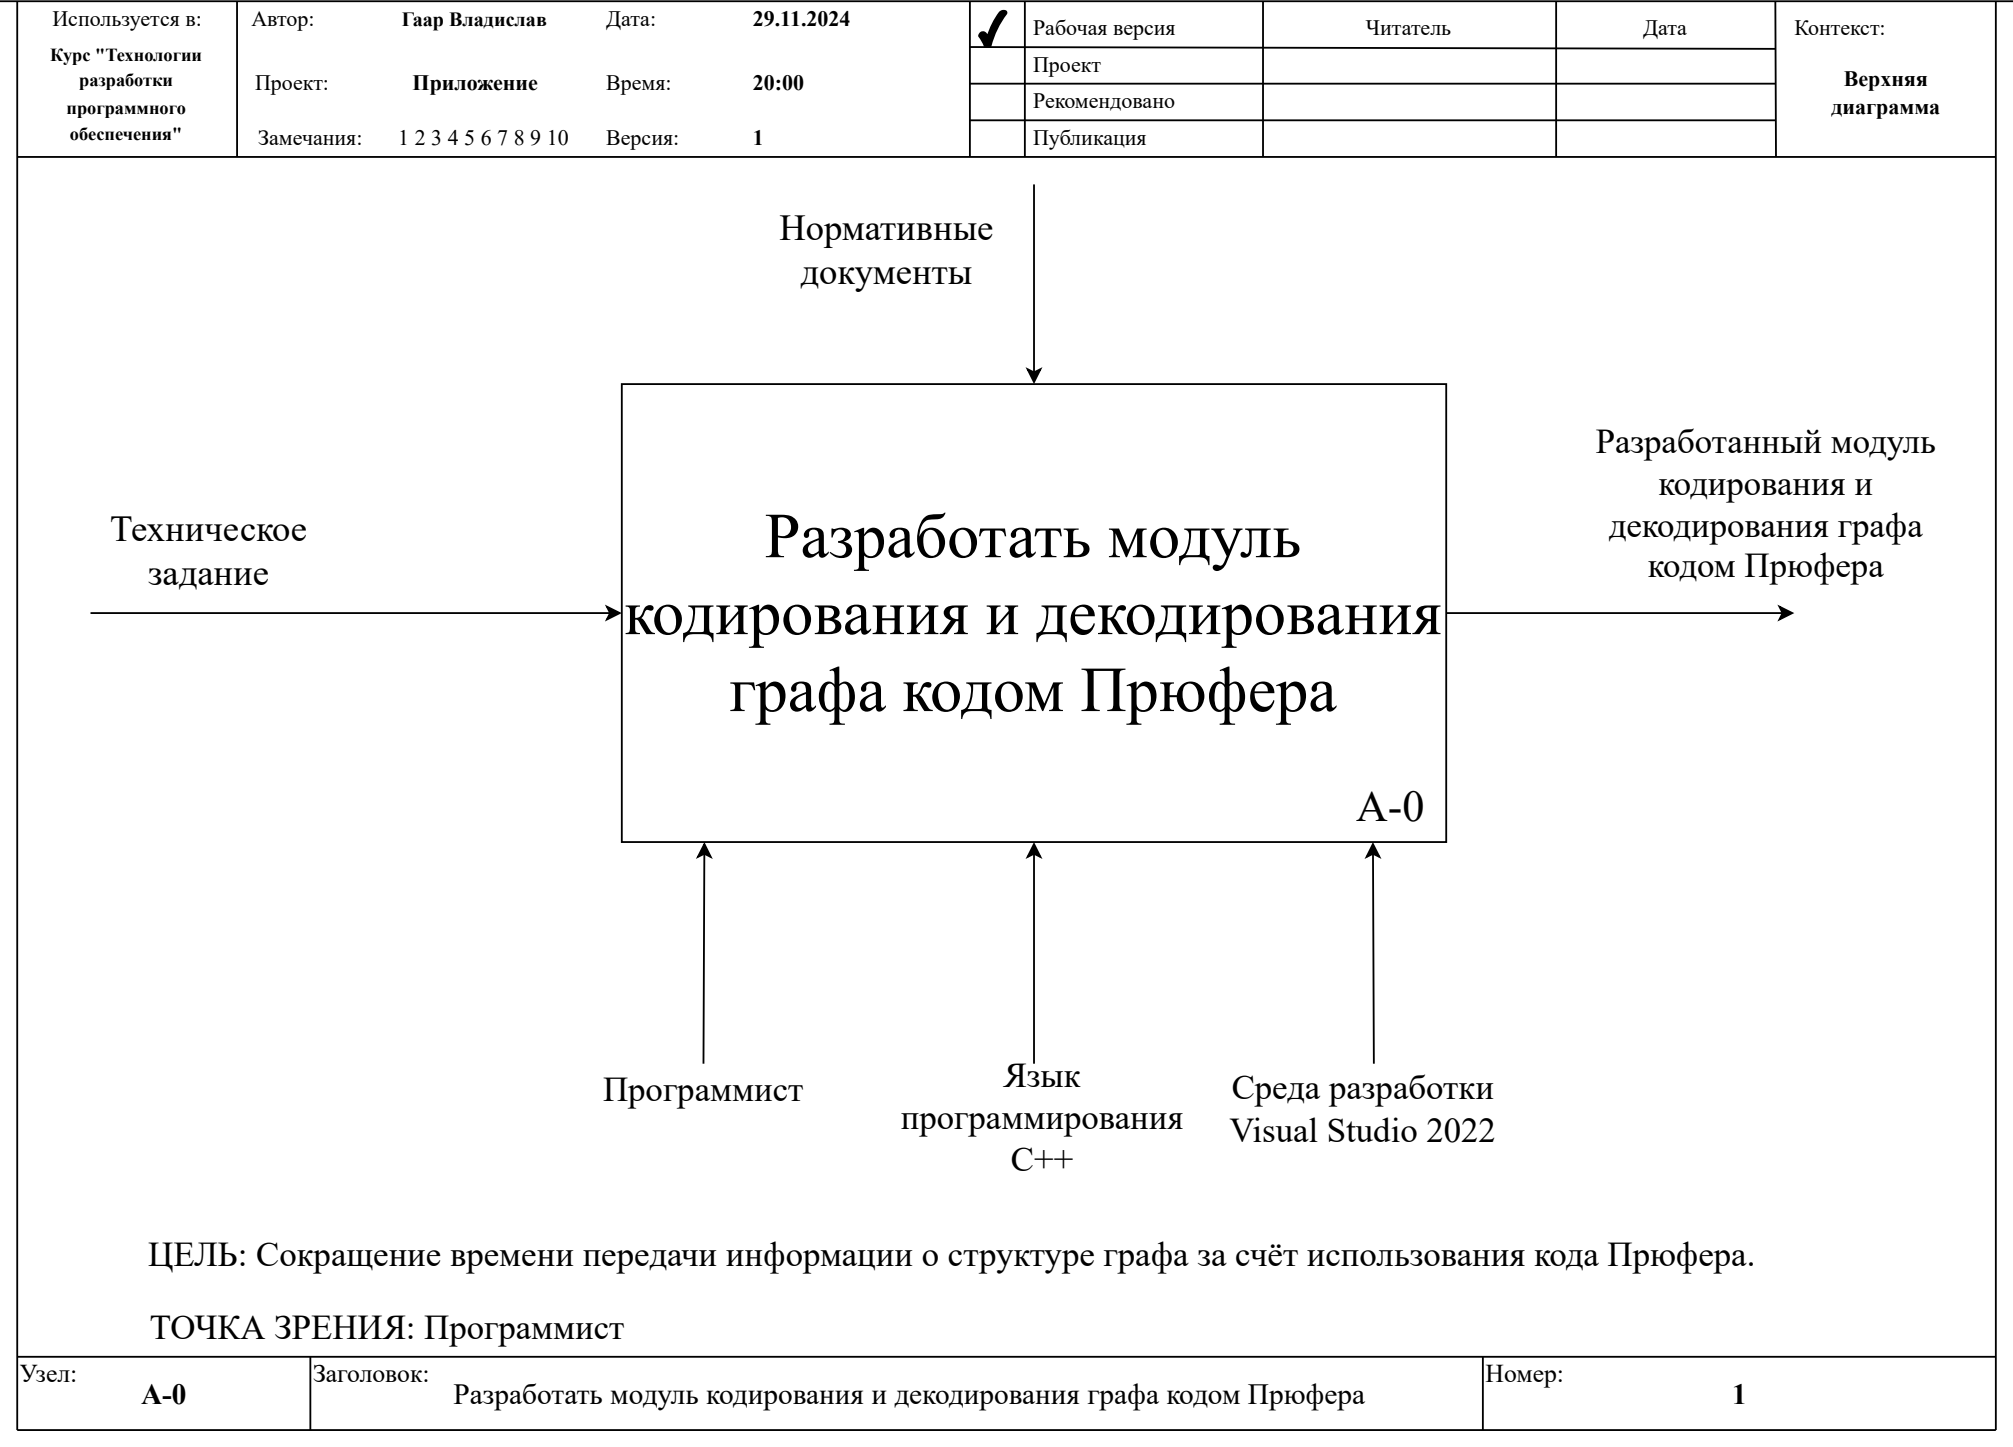 Используется в:
Курс "Технологии
разработки
программного
обеспечения"
Автор: Гаар Владислав Дата: 29.11.2024
Проект: Приложение Время: 20:00
Замечания: 1 2 3 4 5 6 7 8 9 10 Версия: 1
Рабочая версия Читатель Дата
Проект
Рекомендовано
Публикация
Контекст:
Верхняя
диаграмма
Нормативные
документы
Техническое
задание
Разработать модуль
кодирования и декодирования
графа кодом Прюфера
А-0
Разработанный модуль
кодирования и
декодирования графа
кодом Прюфера
Программист
Язык
программирования
C++
Среда разработки
Visual Studio 2022
ЦЕЛЬ: Сокращение времени передачи информации о структуре графа за счёт использования кода Прюфера.
ТОЧКА ЗРЕНИЯ: Программист
Узел:
А-0
Заголовок:
Разработать модуль кодирования и декодирования графа кодом Прюфера
Номер:
1